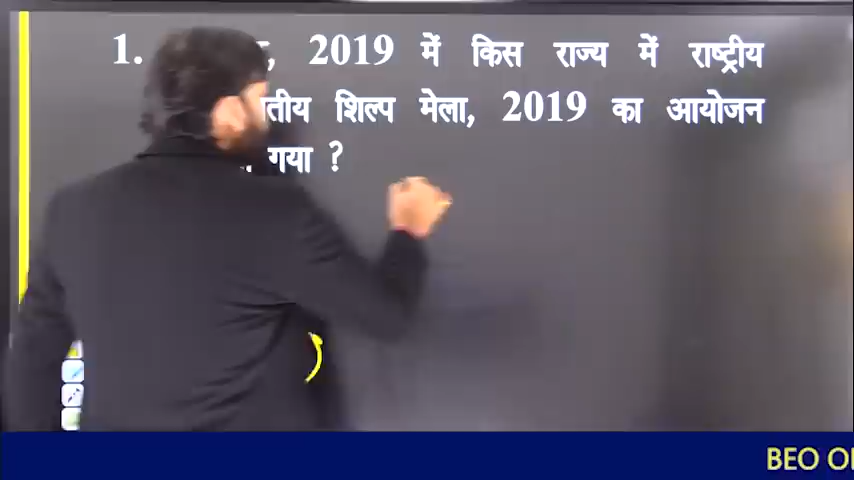 1. , 2019 में किस राज्य में राष्ट्रीय
शिल्प मेला, 2019 का आयोजन
गया ?
BEO